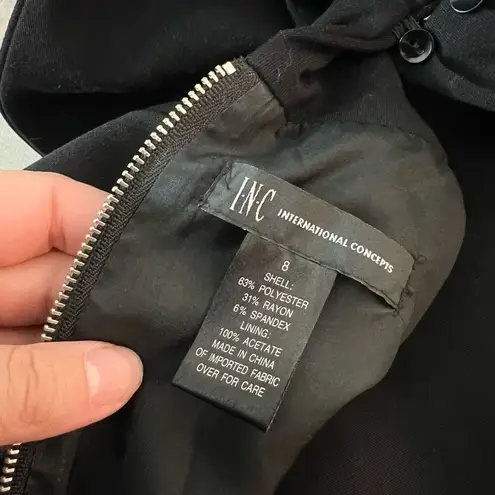 I·N·C INTERNATIONAL CONCEPTS
8
SHELL:
63% POLYESTER
31% RAYON
6% SPANDEX
LINING:
100% ACETATE
MADE IN CHINA
OF IMPORTED FABRIC
OVER FOR CARE